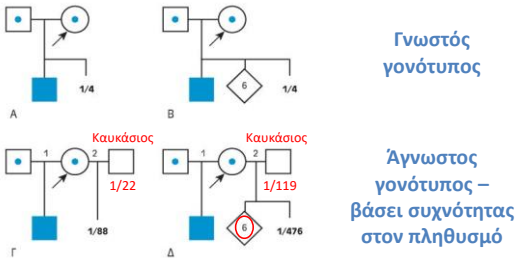 1/4
Α
6
1/4
Β
Γνωστός
γονότυπος
1
2
Καυκάσιος
1/22
1/88
Γ
1
2
Καυκάσιος
1/119
6
1/476
Δ
Άγνωστος
γονότυπος –
βάσει συχνότητας
στον πληθυσμό